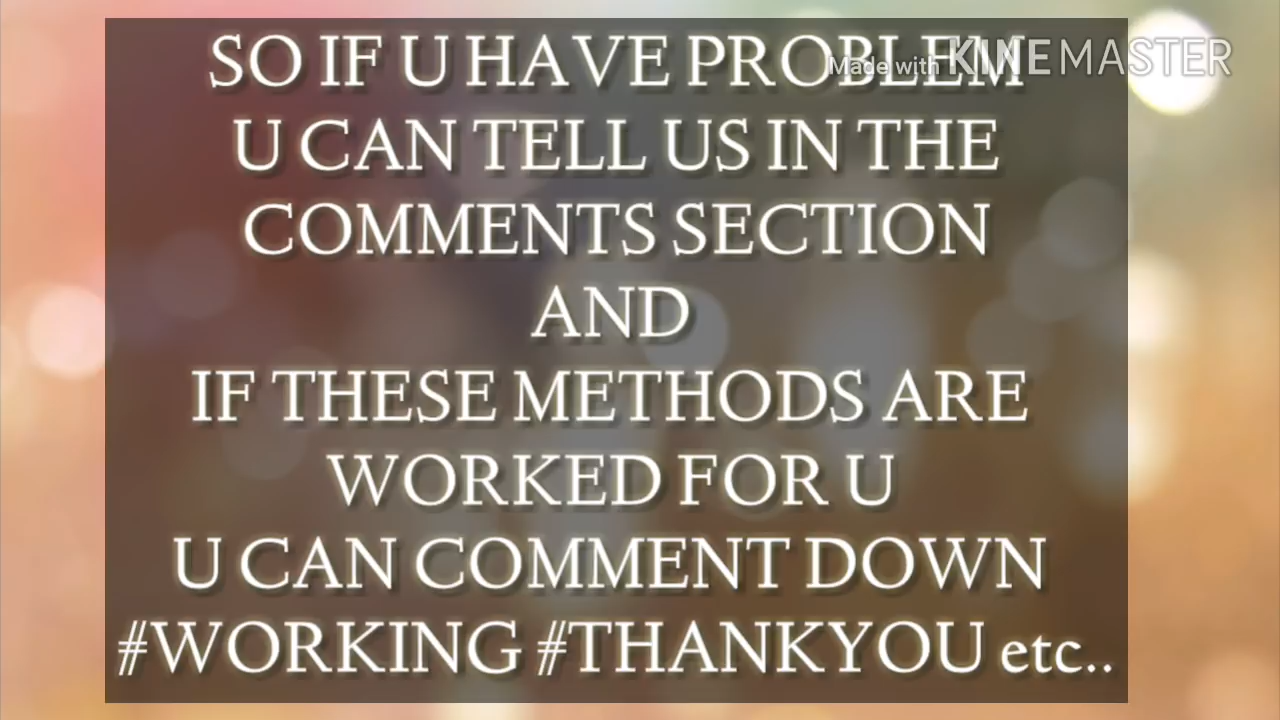 SO IF U HAVE PROBLEM
Made with KINEMASTER
U CAN TELL US IN THE
COMMENTS SECTION
AND
IF THESE METHODS ARE
WORKED FOR U
U CAN COMMENT DOWN
#WORKING #THANKYOU etc..